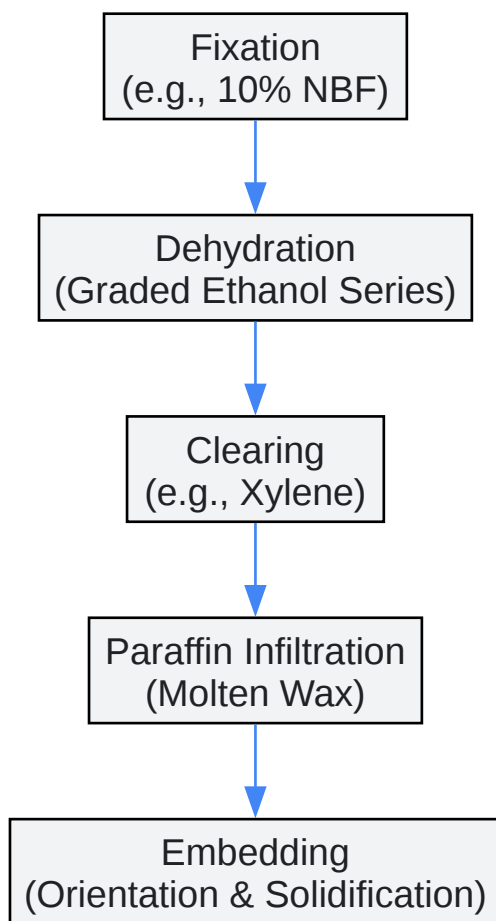 Fixation
(e.g., 10% NBF)
Dehydration
(Graded Ethanol Series)
Clearing
(e.g., Xylene)
Paraffin Infiltration
(Molten Wax)
Embedding
(Orientation & Solidification)